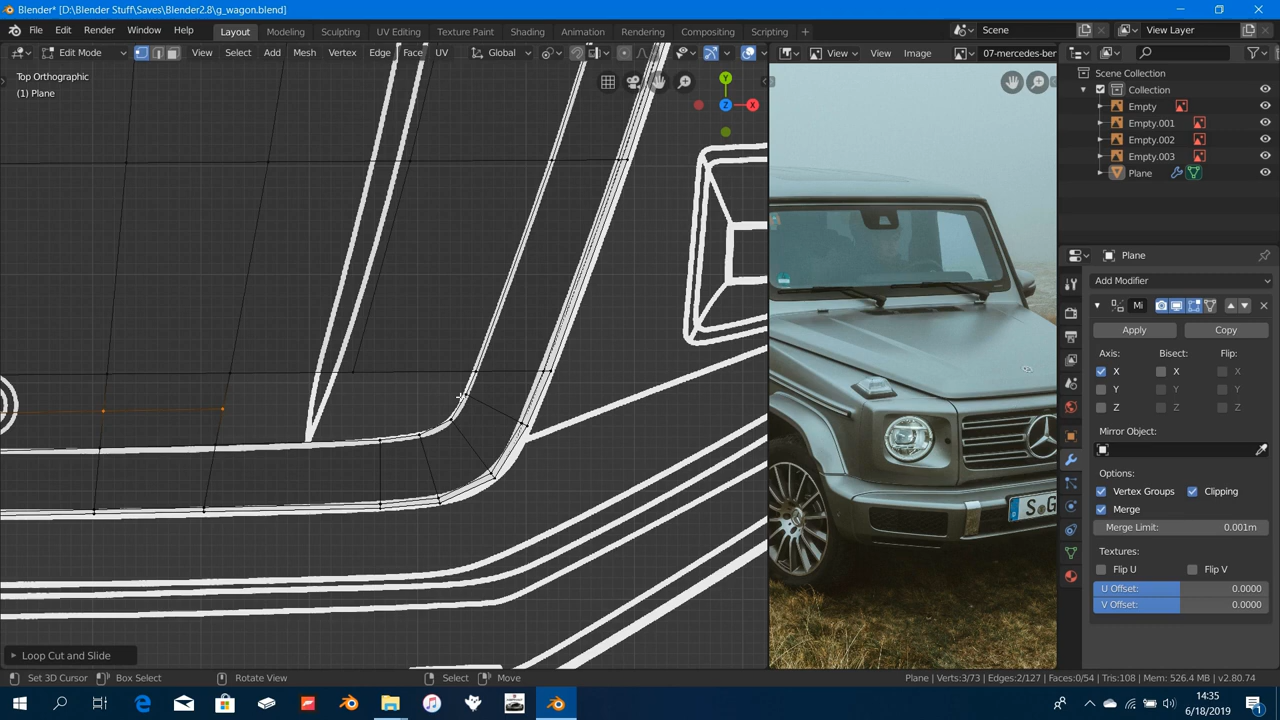 Blender* [D:\Blender Stuff\Saves\Blender2.8\g_wagon.blend]
File Edit Render Window Help
Layout Modeling Sculpting UV Editing Texture Paint Shading Animation Rendering Compositing Scripting +
Scene
View Layer
Edit Mode
View Select Add Mesh Vertex Edge Face UV
Global
View View Image
07-mercedes-ber
Top Orthographic
(1) Plane
Y
Z
X
Scene Collection
Collection
Empty
Empty.001
Empty.002
Empty.003
Plane
Plane
Add Modifier
Mi
Apply Copy
Axis: Bisect: Flip:
X X X
Y Y Y
Z Z Z
Mirror Object:
Options:
Vertex Groups Clipping
Merge
Merge Limit: 0.001m
Textures:
Flip U Flip V
U Offset: 0.0000
V Offset: 0.0000
Loop Cut and Slide
Set 3D Cursor Box Select Rotate View Select Move
Plane | Verts:3/73 | Edges:2/127 | Faces:0/54 | Tris:108 | Mem: 526.4 MB | v2.80.74
14:35
6/18/2019
1